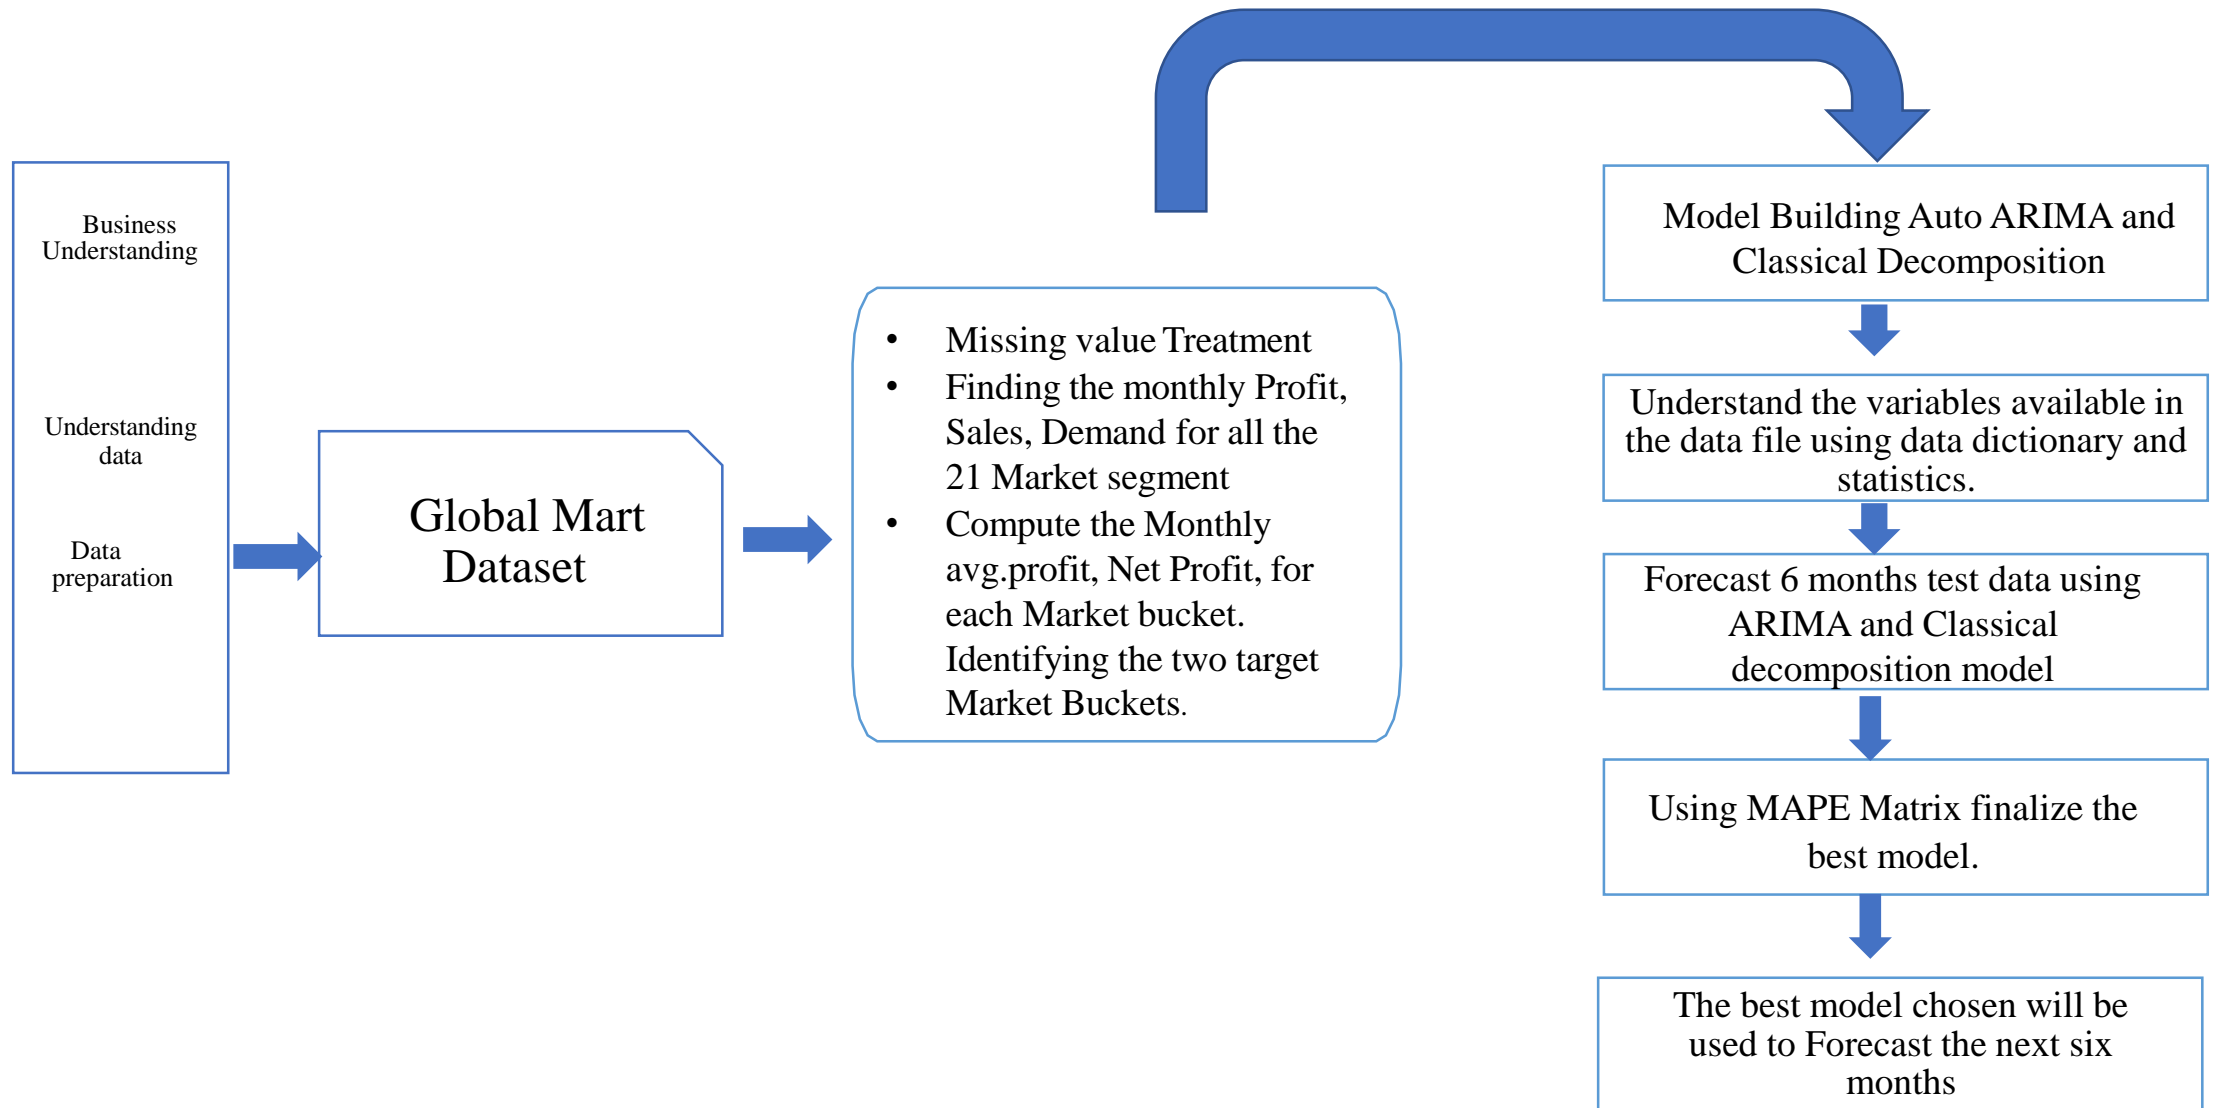 Business
Understanding
Understanding
data
Data
preparation
Global Mart
Dataset
• Missing value Treatment
• Finding the monthly Profit,
Sales, Demand for all the
21 Market segment
• Compute the Monthly
avg.profit, Net Profit, for
each Market bucket.
Identifying the two target
Market Buckets.
Model Building Auto ARIMA and
Classical Decomposition
Understand the variables available in
the data file using data dictionary and
statistics.
Forecast 6 months test data using
ARIMA and Classical
decomposition model
Using MAPE Matrix finalize the
best model.
The best model chosen will be
used to Forecast the next six
months